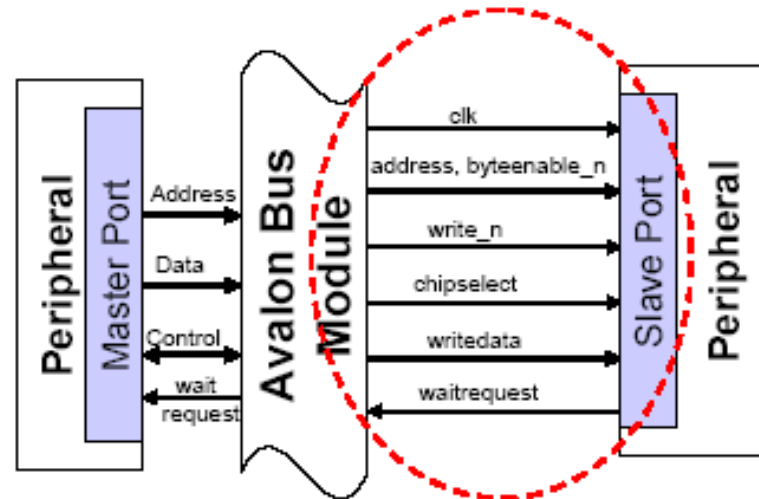 Peripheral
Master Port
Address
Data
Control
wait
request
Avalon Bus
Module
clk
address, byteenable_n
write_n
chipselect
writedata
waitrequest
Slave Port
Peripheral